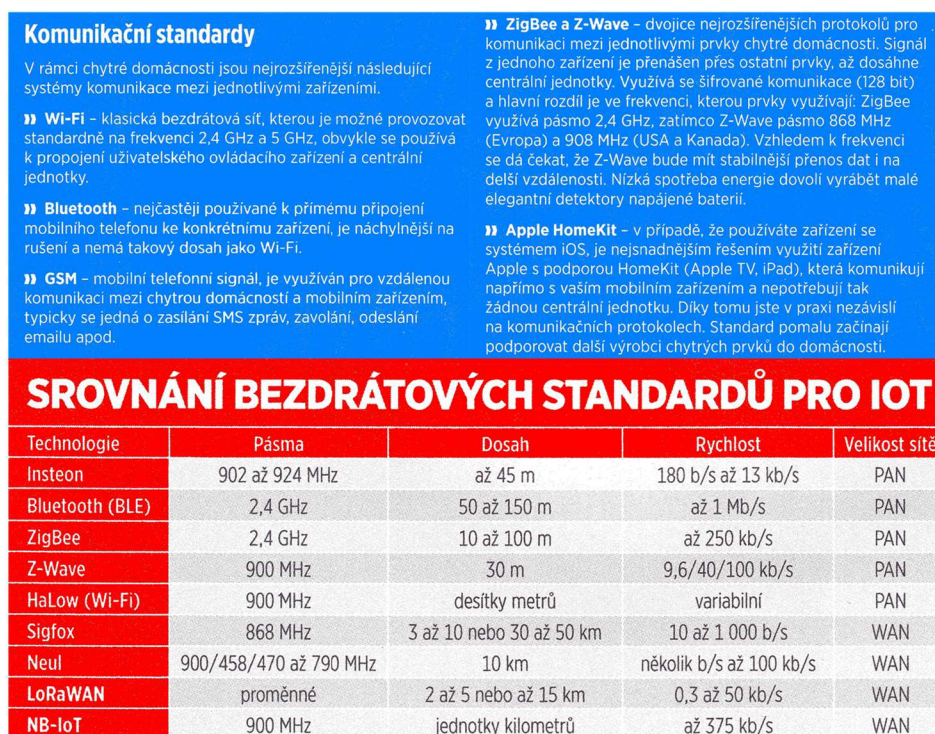 Komunikační standardy
V rámci chytré domácnosti jsou nejrozšířenější následující
systémy komunikace mezi jednotlivými zařízeními.
Wi-Fi – klasická bezdrátová síť, kterou je možné provozovat
standardně na frekvenci 2,4 GHz a 5 GHz, obvykle se používá
k propojení uživatelského ovládacího zařízení a centrální
jednotky.
Bluetooth – nejčastěji používané k přímému připojení
mobilního telefonu ke konkrétnímu zařízení, je náchylnější na
rušení a nemá takový dosah jako Wi-Fi.
GSM – mobilní telefonní signál, je využíván pro vzdálenou
komunikaci mezi chytrou domácností a mobilním zařízením,
typicky se jedná o zasílání SMS zpráv, zavolání, odeslání
emailu apod.
ZigBee a Z-Wave – dvojice nejrozšířenějších protokolů pro
komunikaci mezi jednotlivými prvky chytré domácnosti. Signál
z jednoho zařízení je přenášen přes ostatní prvky, až dosáhne
centrální jednotky. Využívá se šifrované komunikace (128 bit)
a hlavní rozdíl je ve frekvenci, kterou prvky využívají: ZigBee
využívá pásmo 2,4 GHz, zatímco Z-Wave pásmo 868 MHz
(Evropa) a 908 MHz (USA a Kanada). Vzhledem k frekvenci
se dá čekat, že Z-Wave bude mít stabilnější přenos dat i na
delší vzdálenosti. Nízká spotřeba energie dovolí vyrábět malé
elegantní detektory napájené baterií.
Apple HomeKit – v případě, že používáte zařízení se
systémem iOS, je nejsnadnějším řešením využití zařízení
Apple s podporou HomeKit (Apple TV, iPad), která komunikují
napřímo s vaším mobilním zařízením a nepotřebují tak
žádnou centrální jednotku. Díky tomu jste v praxi nezávislí
na komunikačních protokolech. Standard pomalu začínají
podporovat další výrobci chytrých prvků do domácnosti.
SROVNÁNÍ BEZDRÁTOVÝCH STANDARDŮ PRO IOT
Technologie Pásma Dosah Rychlost Velikost sítě
Insteon 902 až 924 MHz až 45 m 180 b/s až 13 kb/s PAN
Bluetooth (BLE) 2,4 GHz 50 až 150 m až 1 Mb/s PAN
ZigBee 2,4 GHz 10 až 100 m až 250 kb/s PAN
Z-Wave 900 MHz 30 m 9,6/40/100 kb/s PAN
HaLow (Wi-Fi) 900 MHz desítky metrů variabilní PAN
Sigfox 868 MHz 3 až 10 nebo 30 až 50 km 10 až 1 000 b/s WAN
Neul 900/458/470 až 790 MHz 10 km několik b/s až 100 kb/s WAN
LoRaWAN proměnné 2 až 5 nebo až 15 km 0,3 až 50 kb/s WAN
NB-IoT 900 MHz jednotky kilometrů až 375 kb/s WAN